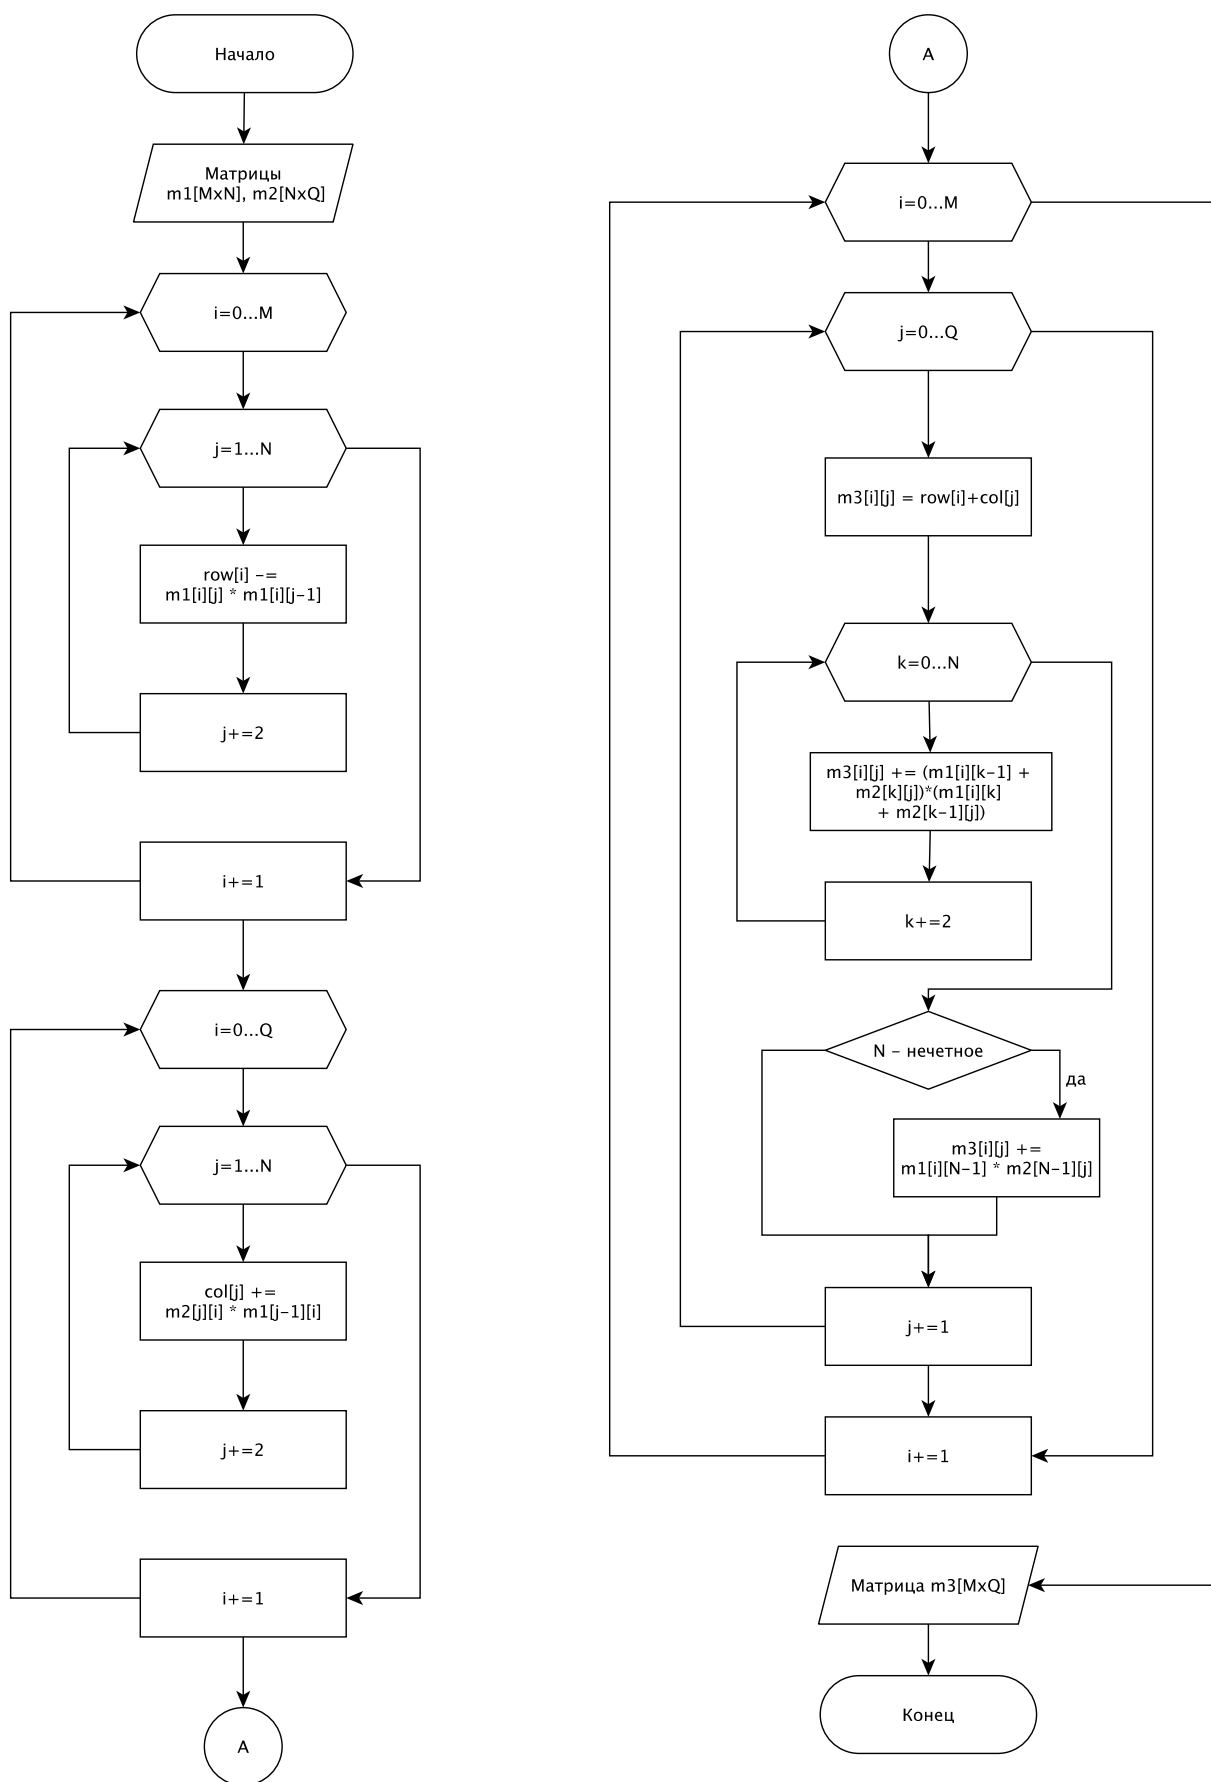 Начало
Матрицы
m1[MxN], m2[NxQ]
i=0...M
j=1...N
row[i] -=
m1[i][j] * m1[i][j-1]
j+=2
i+=1
i=0...Q
j=1...N
col[j] +=
m2[j][i] * m1[j-1][i]
j+=2
i+=1
A
A
i=0...M
j=0...Q
m3[i][j] = row[i]+col[j]
k=0...N
m3[i][j] += (m1[i][k-1] +
m2[k][j])*(m1[i][k]
+ m2[k-1][j])
k+=2
N - нечетное
да
m3[i][j] +=
m1[i][N-1] * m2[N-1][j]
j+=1
i+=1
Матрица m3[MxQ]
Конец